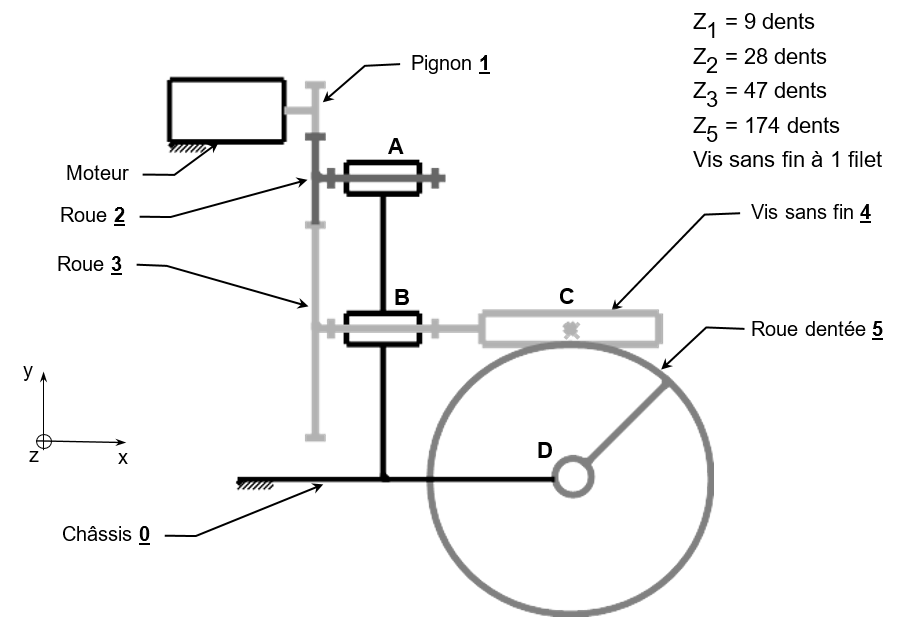 Z1 = 9 dents
Pignon 1
Z2 = 28 dents
Z3 = 47 dents
Z5 = 174 dents
A
Vis sans fin à 1 filet
Moteur
Roue 2
Vis sans fin 4
Roue 3
B
C
Roue dentée 5
y
z
x
D
Châssis 0